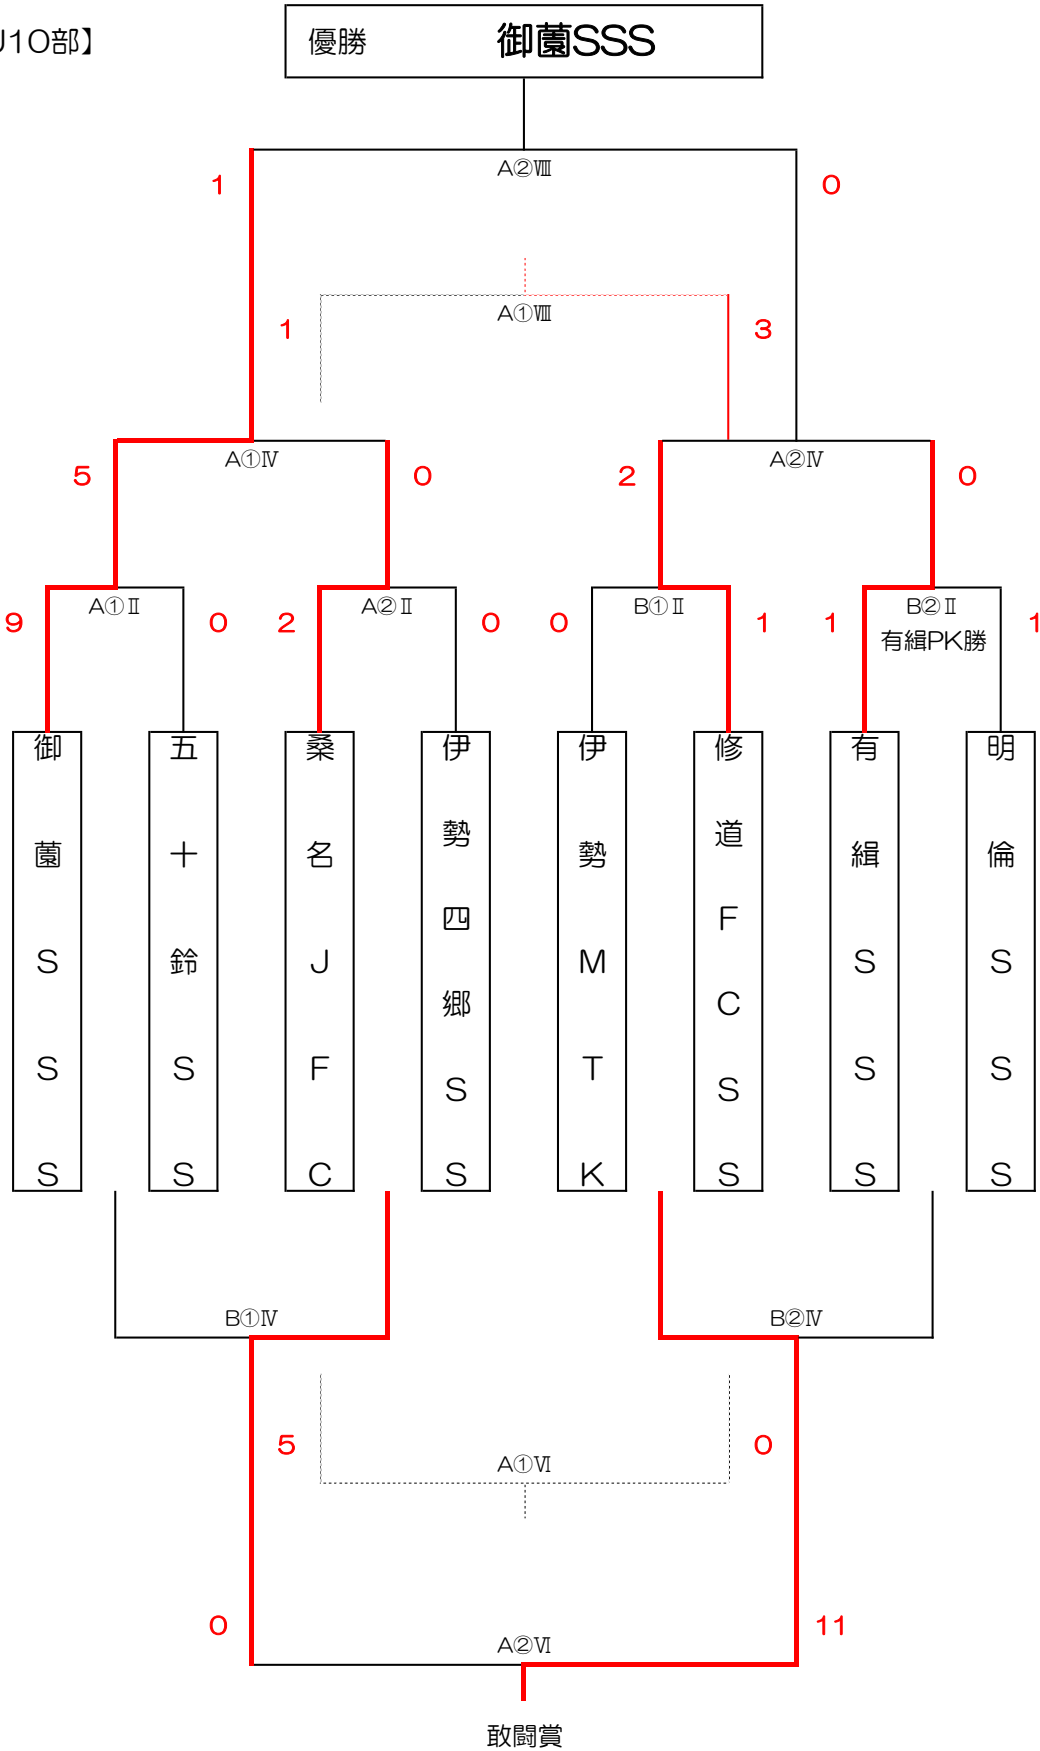 U10部】
優勝 御薗SSS
A②Ⅷ
1 0
A①Ⅷ
1 3
A①Ⅳ A②Ⅳ
5 0 2 0
A①Ⅱ A②Ⅱ B①Ⅱ B②Ⅱ
9 0 2 0 0 1 1 1
有緝PK勝
御薗SSS
五十鈴SS
桑名JFC
伊勢四郷SS
伊勢MTK
修道FCSS
有緝SSS
明倫SSS
B①Ⅳ B②Ⅳ
5 0
A①Ⅵ
0 11
A②Ⅵ
敢闘賞